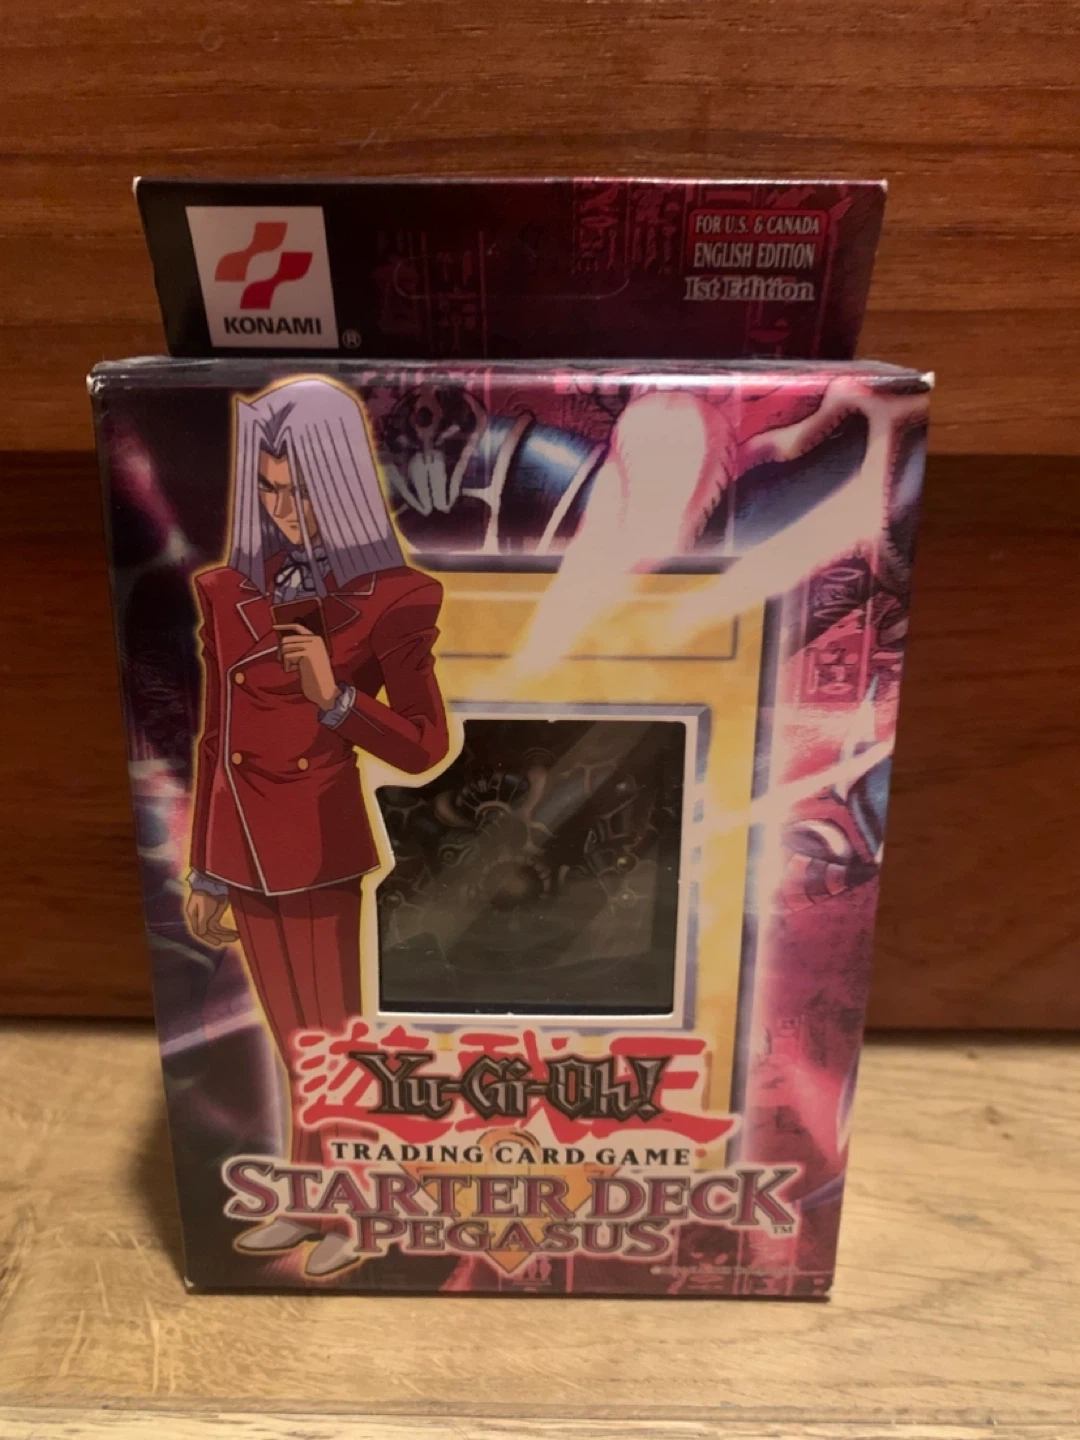 KONAMI
®
FOR U.S. & CANADA
ENGLISH EDITION
1st Edition
遊戯王
Yu-Gi-Oh!
TRADING CARD GAME
STARTER DECK
PEGASUS
TM